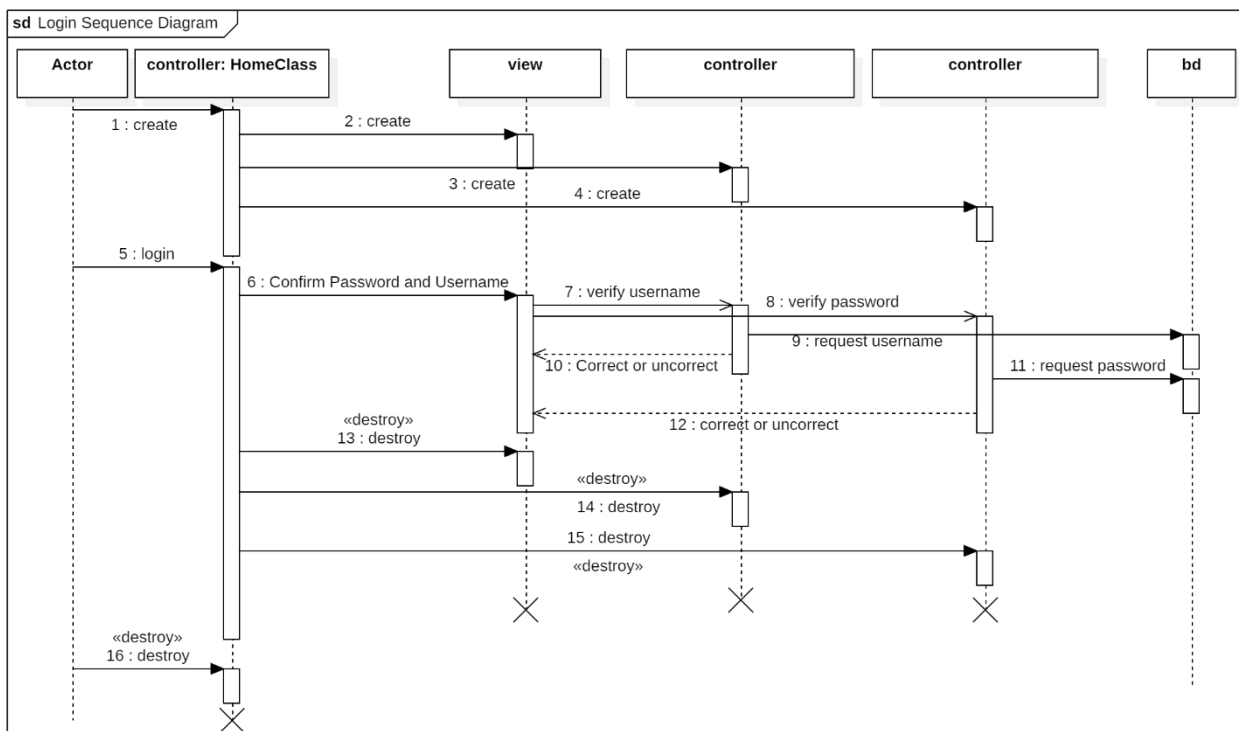 sd Login Sequence Diagram
Actor
controller: HomeClass
view
controller
controller
bd
1 : create
2 : create
3 : create
4 : create
5 : login
6 : Confirm Password and Username
7 : verify username
8 : verify password
9 : request username
10 : Correct or uncorrect
11 : request password
12 : correct or uncorrect
«destroy»
13 : destroy
«destroy»
14 : destroy
15 : destroy
«destroy»
«destroy»
16 : destroy